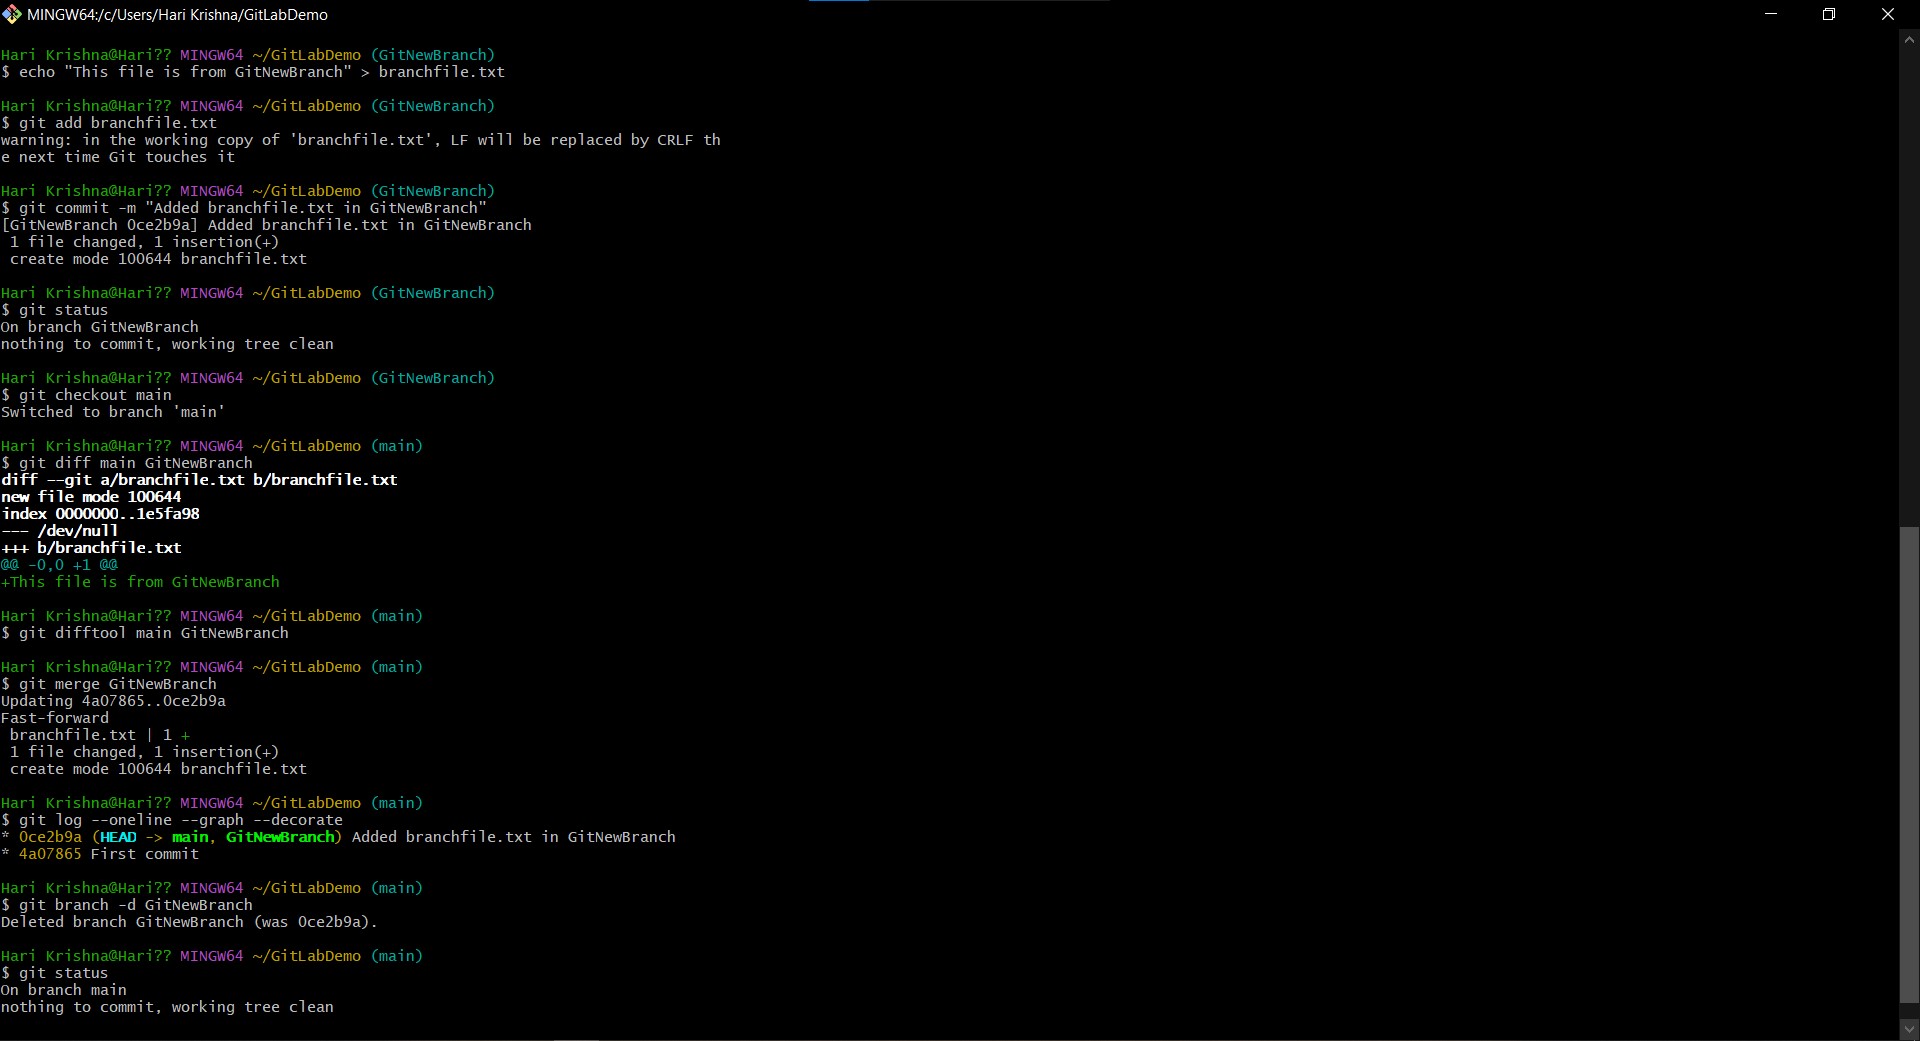 MINGW64:/c/Users/Hari Krishna/GitLabDemo
Hari Krishna@Hari?? MINGW64 ~/GitLabDemo (GitNewBranch)
$ echo "This file is from GitNewBranch" > branchfile.txt
Hari Krishna@Hari?? MINGW64 ~/GitLabDemo (GitNewBranch)
$ git add branchfile.txt
warning: in the working copy of 'branchfile.txt', LF will be replaced by CRLF th
e next time Git touches it
Hari Krishna@Hari?? MINGW64 ~/GitLabDemo (GitNewBranch)
$ git commit -m "Added branchfile.txt in GitNewBranch"
[GitNewBranch 0ce2b9a] Added branchfile.txt in GitNewBranch
 1 file changed, 1 insertion(+)
 create mode 100644 branchfile.txt
Hari Krishna@Hari?? MINGW64 ~/GitLabDemo (GitNewBranch)
$ git status
On branch GitNewBranch
nothing to commit, working tree clean
Hari Krishna@Hari?? MINGW64 ~/GitLabDemo (GitNewBranch)
$ git checkout main
Switched to branch 'main'
Hari Krishna@Hari?? MINGW64 ~/GitLabDemo (main)
$ git diff main GitNewBranch
diff --git a/branchfile.txt b/branchfile.txt
new file mode 100644
index 0000000..1e5fa98
--- /dev/null
+++ b/branchfile.txt
@@ -0,0 +1 @@
+This file is from GitNewBranch
Hari Krishna@Hari?? MINGW64 ~/GitLabDemo (main)
$ git difftool main GitNewBranch
Hari Krishna@Hari?? MINGW64 ~/GitLabDemo (main)
$ git merge GitNewBranch
Updating 4a07865..0ce2b9a
Fast-forward
 branchfile.txt | 1 +
 1 file changed, 1 insertion(+)
 create mode 100644 branchfile.txt
Hari Krishna@Hari?? MINGW64 ~/GitLabDemo (main)
$ git log --oneline --graph --decorate
* 0ce2b9a (HEAD -> main, GitNewBranch) Added branchfile.txt in GitNewBranch
* 4a07865 First commit
Hari Krishna@Hari?? MINGW64 ~/GitLabDemo (main)
$ git branch -d GitNewBranch
Deleted branch GitNewBranch (was 0ce2b9a).
Hari Krishna@Hari?? MINGW64 ~/GitLabDemo (main)
$ git status
On branch main
nothing to commit, working tree clean